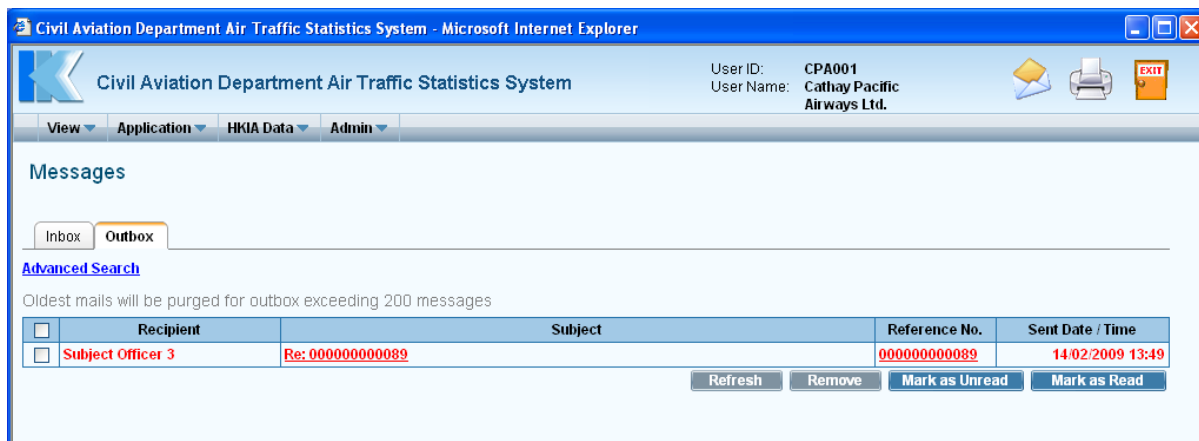 Civil Aviation Department Air Traffic Statistics System - Microsoft Internet Explorer
Civil Aviation Department Air Traffic Statistics System
User ID: CPA001
User Name: Cathay Pacific
Airways Ltd.
EXIT
View Application HKIA Data Admin
Messages
Inbox Outbox
Advanced Search
Oldest mails will be purged for outbox exceeding 200 messages
Recipient Subject Reference No. Sent Date / Time
Subject Officer 3 Re: 000000000089 000000000089 14/02/2009 13:49
Refresh Remove Mark as Unread Mark as Read